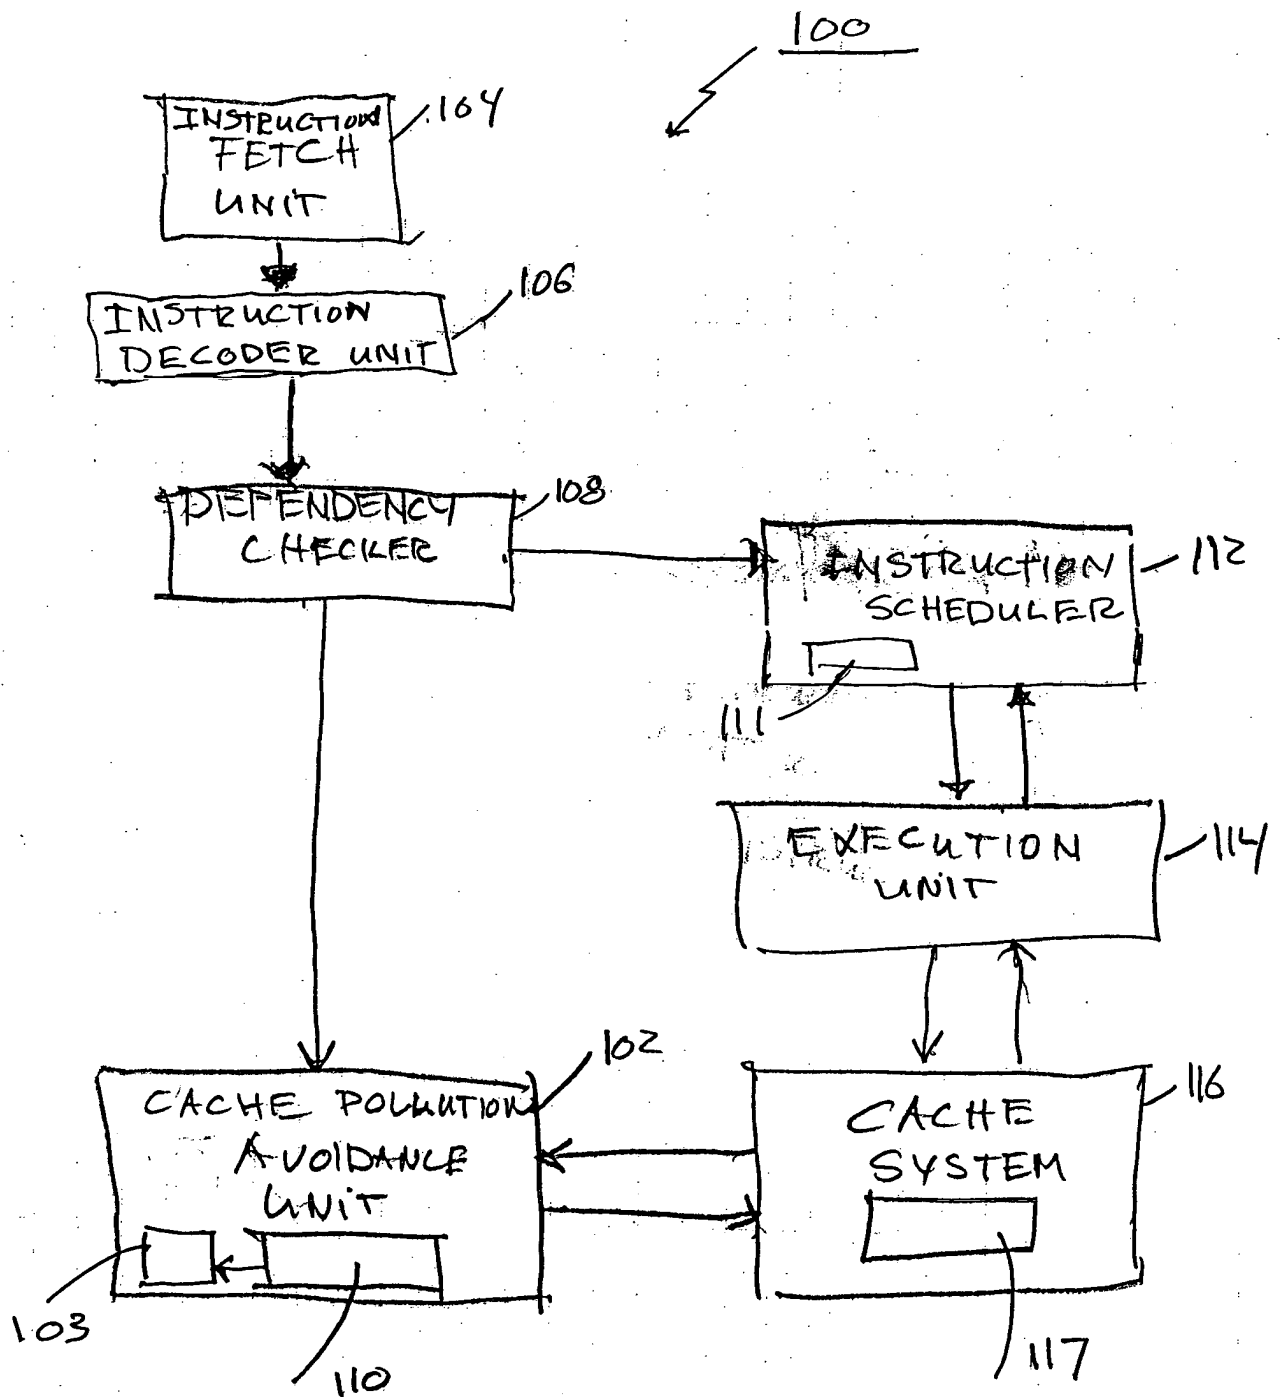 100
INSTRUCTION
FETCH
UNIT
104
INSTRUCTION
DECODER UNIT
106
DEPENDENCY
CHECKER
108
INSTRUCTION
SCHEDULER
112
111
EXECUTION
UNIT
114
CACHE POLLUTION
AVOIDANCE
UNIT
102
103
110
CACHE
SYSTEM
116
117